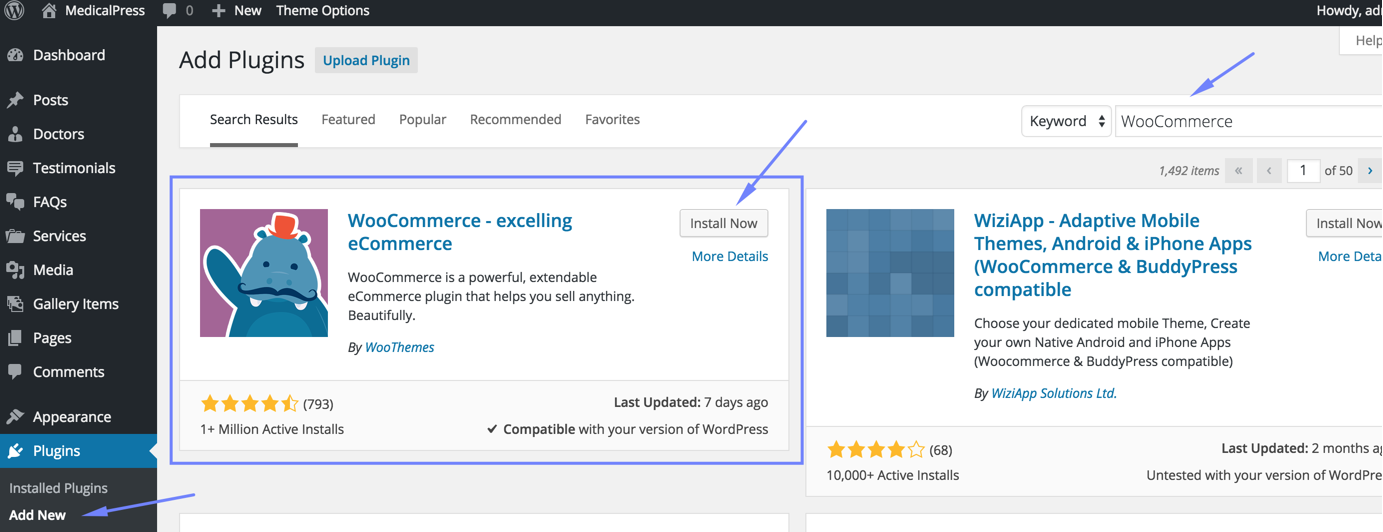 MedicalPress 0 New Theme Options Howdy, adı
Dashboard
Posts
Doctors
Testimonials
FAQs
Services
Media
Gallery Items
Pages
Comments
Appearance
Plugins
Installed Plugins
Add New
Help
Add Plugins Upload Plugin
Search Results Featured Popular Recommended Favorites Keyword WooCommerce
1,492 items « ‹ 1 of 50 ›
WooCommerce - excelling
eCommerce
Install Now
More Details
WooCommerce is a powerful, extendable
eCommerce plugin that helps you sell anything.
Beautifully.
By WooThemes
(793)
Last Updated: 7 days ago
1+ Million Active Installs
✔ Compatible with your version of WordPress
WiziApp - Adaptive Mobile
Themes, Android & iPhone Apps
(WooCommerce & BuddyPress
compatible
Install Now
More Deta
Choose your dedicated mobile Theme, Create
your own Native Android and iPhone Apps
(Woocommerce & BuddyPress compatible)
By WiziApp Solutions Ltd.
(68)
Last Updated: 2 months ag
10,000+ Active Installs
Untested with your version of WordPre